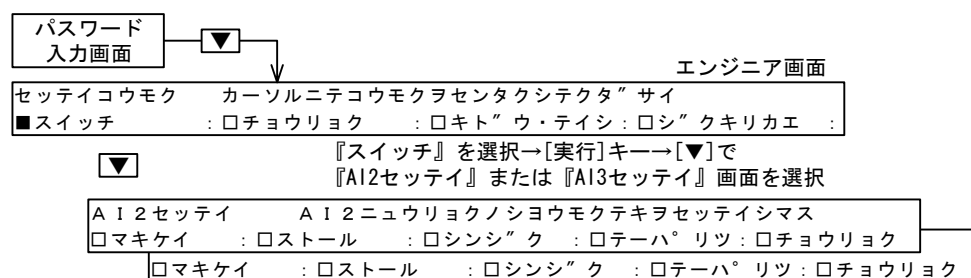 パスワード
入力画面
▼
エンジニア画面
セッテイコウモク　　カーソルニテコウモクヲセンタクシテクタ゛サイ
■スイッチ　　　：□チョウリョク　　：□キト゛ウ・テイシ：□シ゛クキリカエ　：
▼
『スイッチ』を選択→[実行]キー→[▼]で
『AI2セッテイ』または『AI3セッテイ』画面を選択
ＡＩ２セッテイ　　　ＡＩ２ニュウリョクノシヨウモクテキヲセッテイシマス
□マキケイ　　：□ストール　　　：□シンシ゛ク　：□テーハ゜リツ：□チョウリョク
□マキケイ　　：□ストール　　　：□シンシ゛ク　：□テーハ゜リツ：□チョウリョク